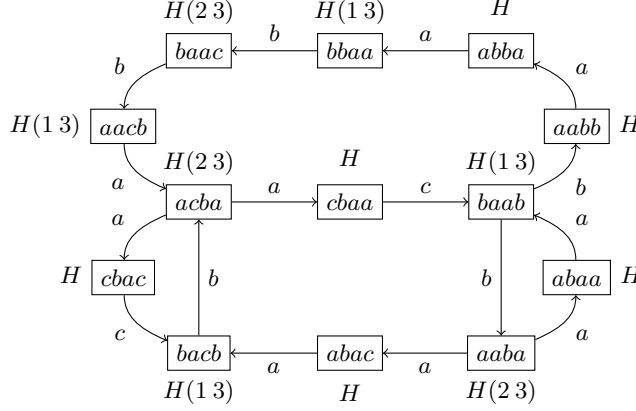 H(2 3) H(1 3) H
baac b bbaa a abba
b a
H(1 3) aacb aabb H
a H(2 3) H H(1 3) b
acba a cbaa c baab
a a
H cbac b b abaa H
c a
bacb a abac a aaba
H(1 3) H H(2 3)